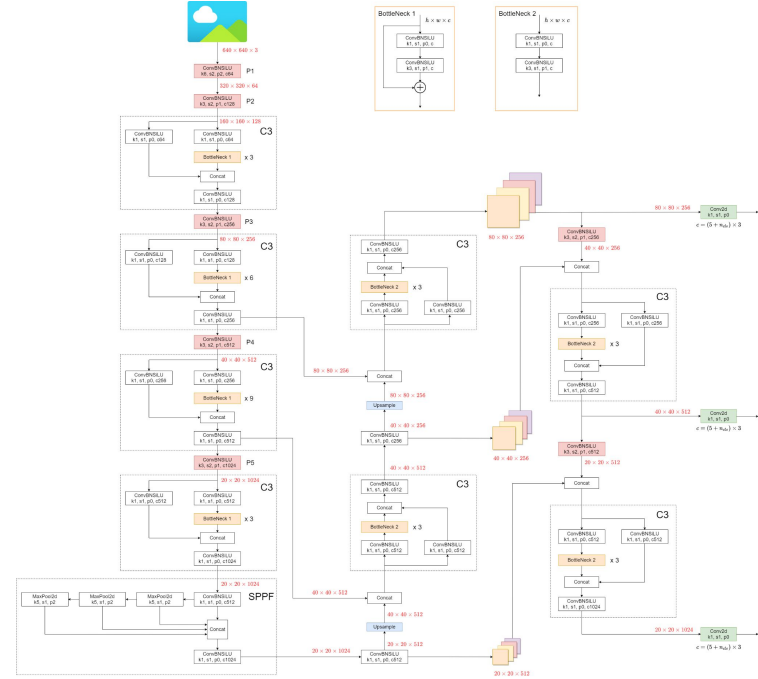 640 × 640 × 3
ConvBNSiLU
k6, s2, p2, c64
P1
320 × 320 × 64
ConvBNSiLU
k3, s2, p1, c128
P2
160 × 160 × 128
C3
ConvBNSiLU
k1, s1, p0, c64
ConvBNSiLU
k1, s1, p0, c64
BottleNeck 1
x 3
Concat
ConvBNSiLU
k1, s1, p0, c128
ConvBNSiLU
k3, s2, p1, c256
P3
80 × 80 × 256
C3
ConvBNSiLU
k1, s1, p0, c128
ConvBNSiLU
k1, s1, p0, c128
BottleNeck 1
x 6
Concat
ConvBNSiLU
k1, s1, p0, c256
ConvBNSiLU
k3, s2, p1, c512
P4
40 × 40 × 512
C3
ConvBNSiLU
k1, s1, p0, c256
ConvBNSiLU
k1, s1, p0, c256
BottleNeck 1
x 9
Concat
ConvBNSiLU
k1, s1, p0, c512
ConvBNSiLU
k3, s2, p1, c1024
P5
20 × 20 × 1024
C3
ConvBNSiLU
k1, s1, p0, c512
ConvBNSiLU
k1, s1, p0, c512
BottleNeck 1
x 3
Concat
ConvBNSiLU
k1, s1, p0, c1024
20 × 20 × 1024
SPPF
MaxPool2d
k5, s1, p2
MaxPool2d
k5, s1, p2
MaxPool2d
k5, s1, p2
ConvBNSiLU
k1, s1, p0, c512
Concat
ConvBNSiLU
k1, s1, p0, c1024
BottleNeck 1
h × w × c
ConvBNSiLU
k1, s1, p0, c
ConvBNSiLU
k3, s1, p1, c
BottleNeck 2
h × w × c
ConvBNSiLU
k1, s1, p0, c
ConvBNSiLU
k3, s1, p1, c
C3
ConvBNSiLU
k1, s1, p0, c256
Concat
BottleNeck 2
x 3
ConvBNSiLU
k1, s1, p0, c256
ConvBNSiLU
k1, s1, p0, c256
80 × 80 × 256
Concat
80 × 80 × 256
Upsample
40 × 40 × 256
ConvBNSiLU
k1, s1, p0, c256
40 × 40 × 512
C3
ConvBNSiLU
k1, s1, p0, c512
Concat
BottleNeck 2
x 3
ConvBNSiLU
k1, s1, p0, c512
ConvBNSiLU
k1, s1, p0, c512
40 × 40 × 512
Concat
40 × 40 × 512
Upsample
20 × 20 × 512
20 × 20 × 1024
ConvBNSiLU
k1, s1, p0, c512
80 × 80 × 256
40 × 40 × 256
20 × 20 × 512
80 × 80 × 256
Conv2d
k1, s1, p0
c = (5 + ncls) × 3
ConvBNSiLU
k3, s2, p1, c256
40 × 40 × 256
Concat
C3
ConvBNSiLU
k1, s1, p0, c256
ConvBNSiLU
k1, s1, p0, c256
BottleNeck 2
x 3
Concat
ConvBNSiLU
k1, s1, p0, c512
40 × 40 × 512
Conv2d
k1, s1, p0
c = (5 + ncls) × 3
ConvBNSiLU
k3, s2, p1, c512
20 × 20 × 512
Concat
C3
ConvBNSiLU
k1, s1, p0, c512
ConvBNSiLU
k1, s1, p0, c512
BottleNeck 2
x 3
Concat
ConvBNSiLU
k1, s1, p0, c1024
20 × 20 × 1024
Conv2d
k1, s1, p0
c = (5 + ncls) × 3